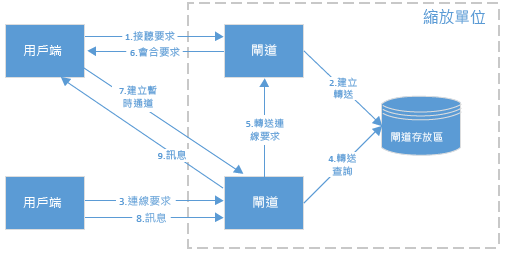 縮放單位
1.接聽要求
用戶端
閘道
6.會合要求
7.建立暫
時通道
2.建立
轉送
5.轉送連
線要求
閘道存放區
9.訊息
4.轉送
查詢
用戶端
3.連線要求
閘道
8.訊息